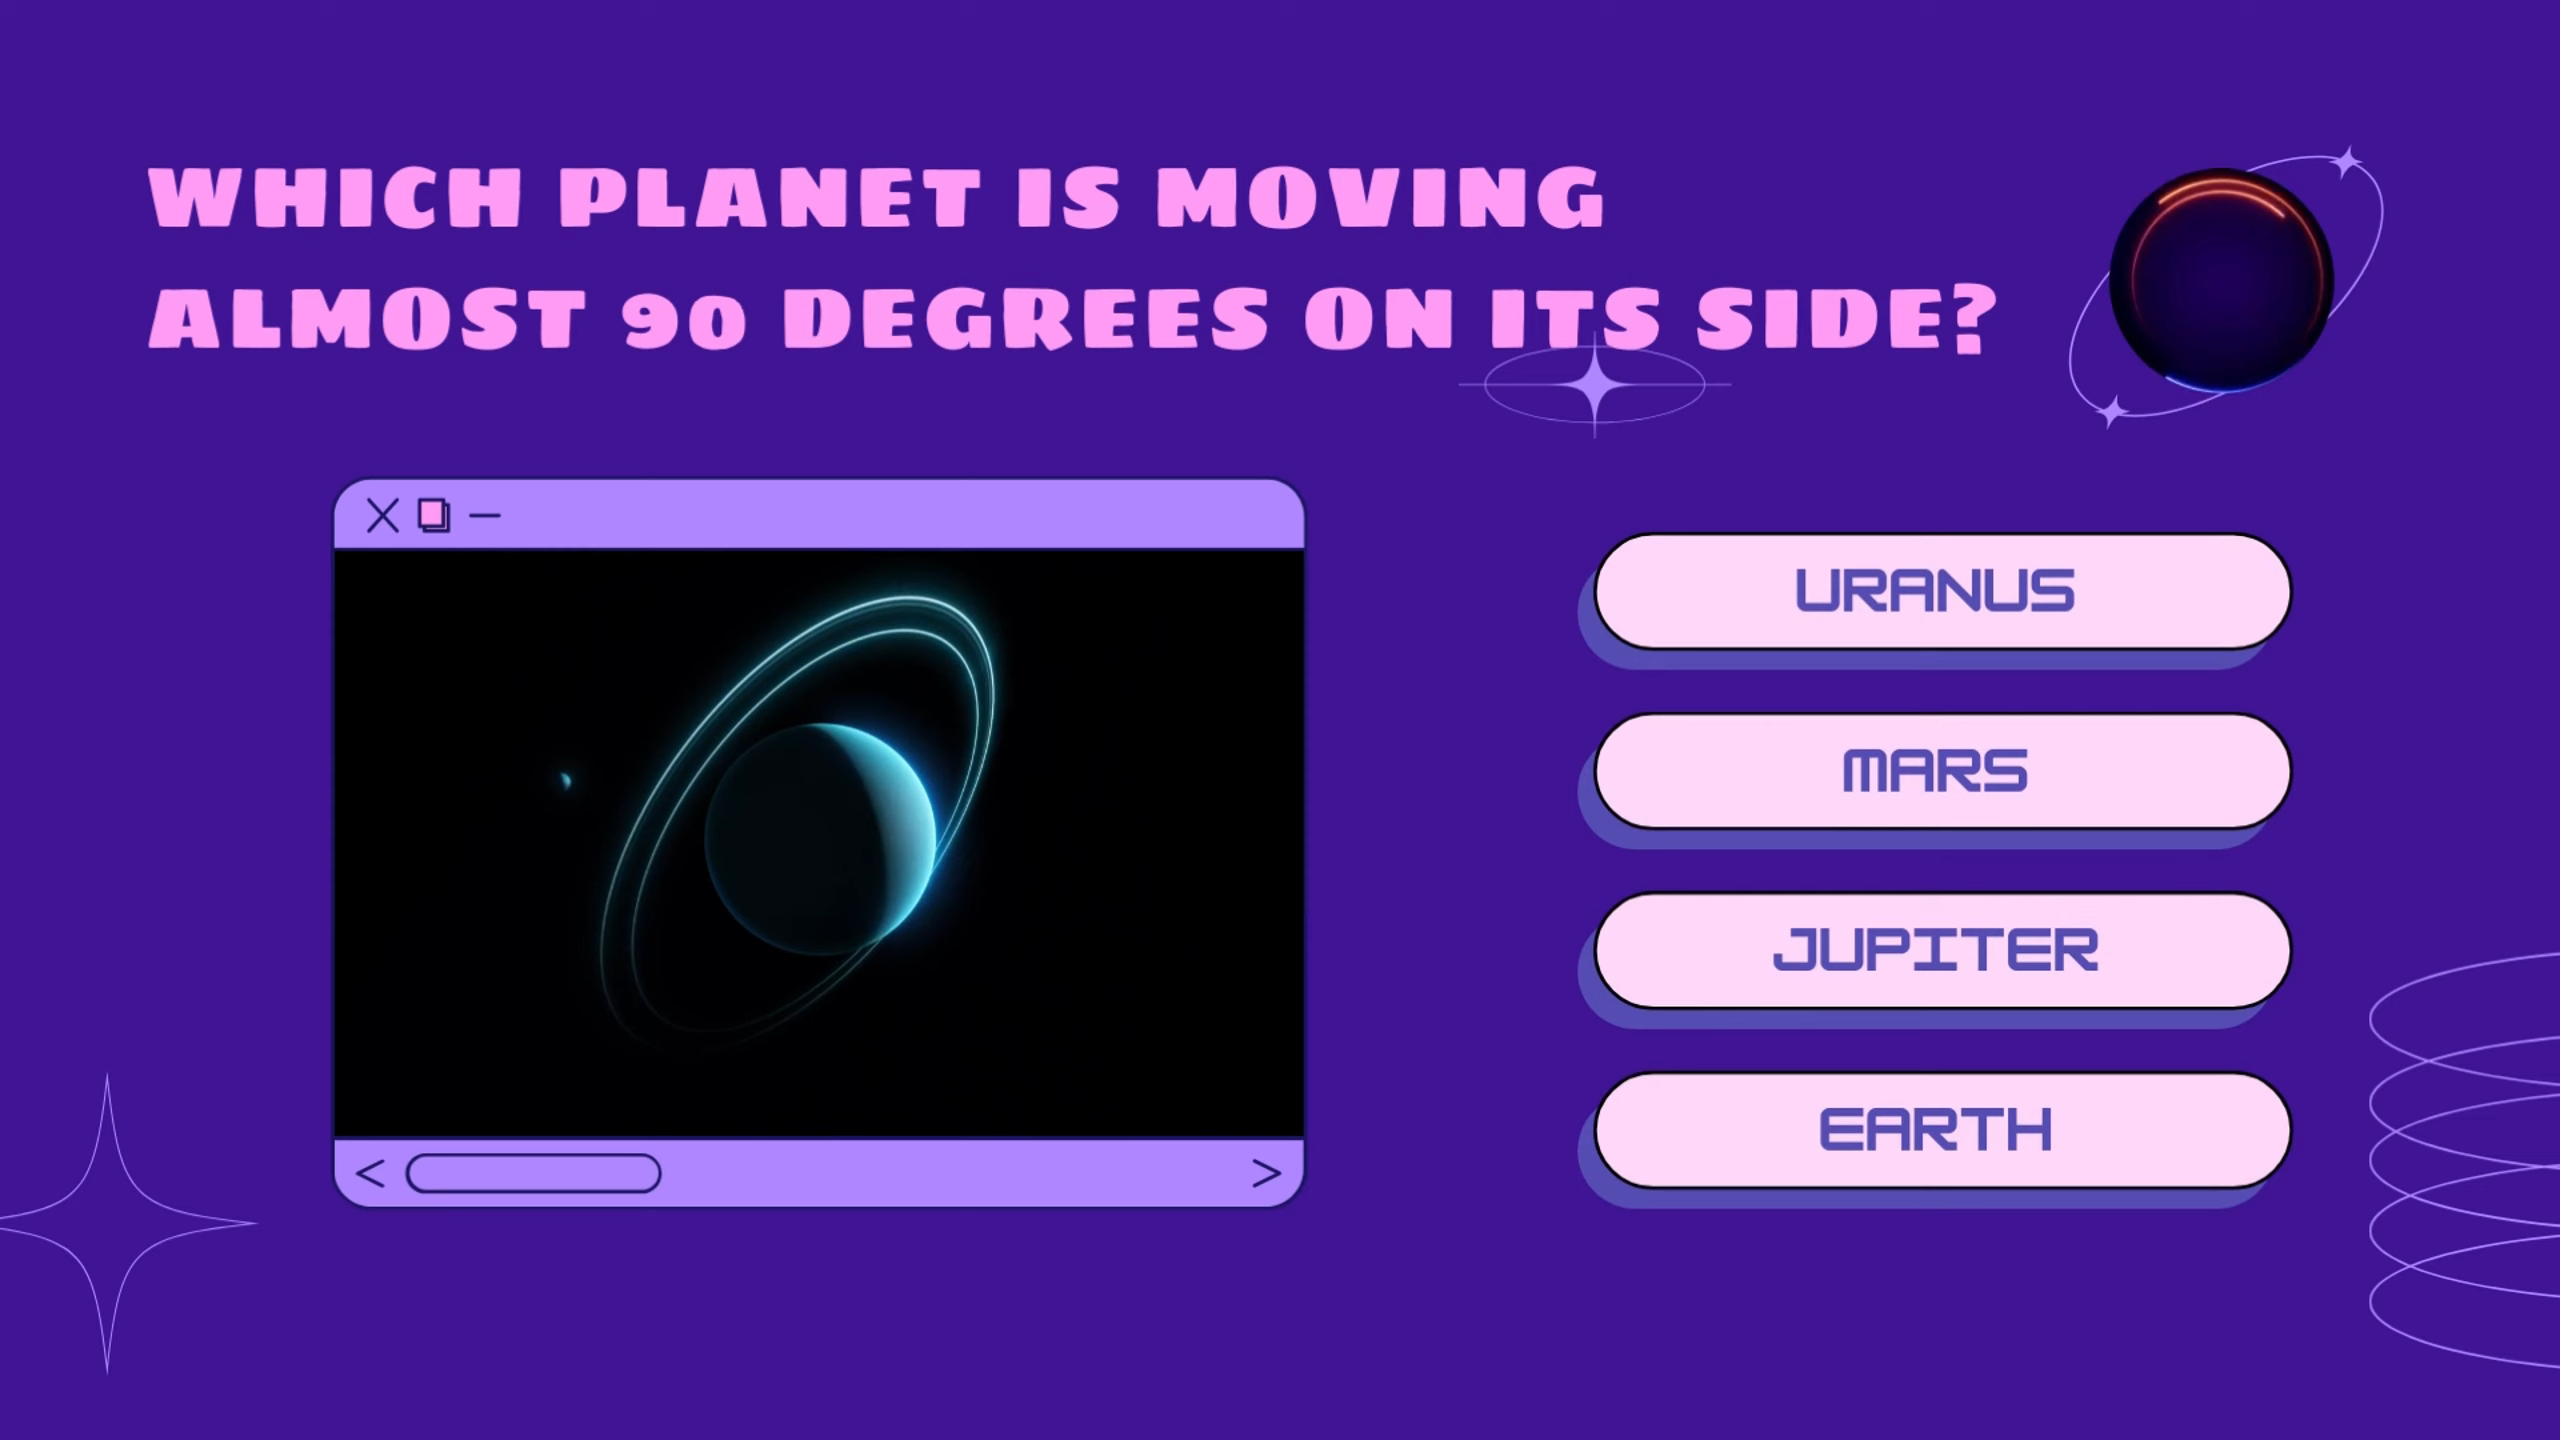 WHICH PLANET IS MOVING
ALMOST 90 DEGREES ON ITS SIDE?
URANUS
MARS
JUPITER
EARTH